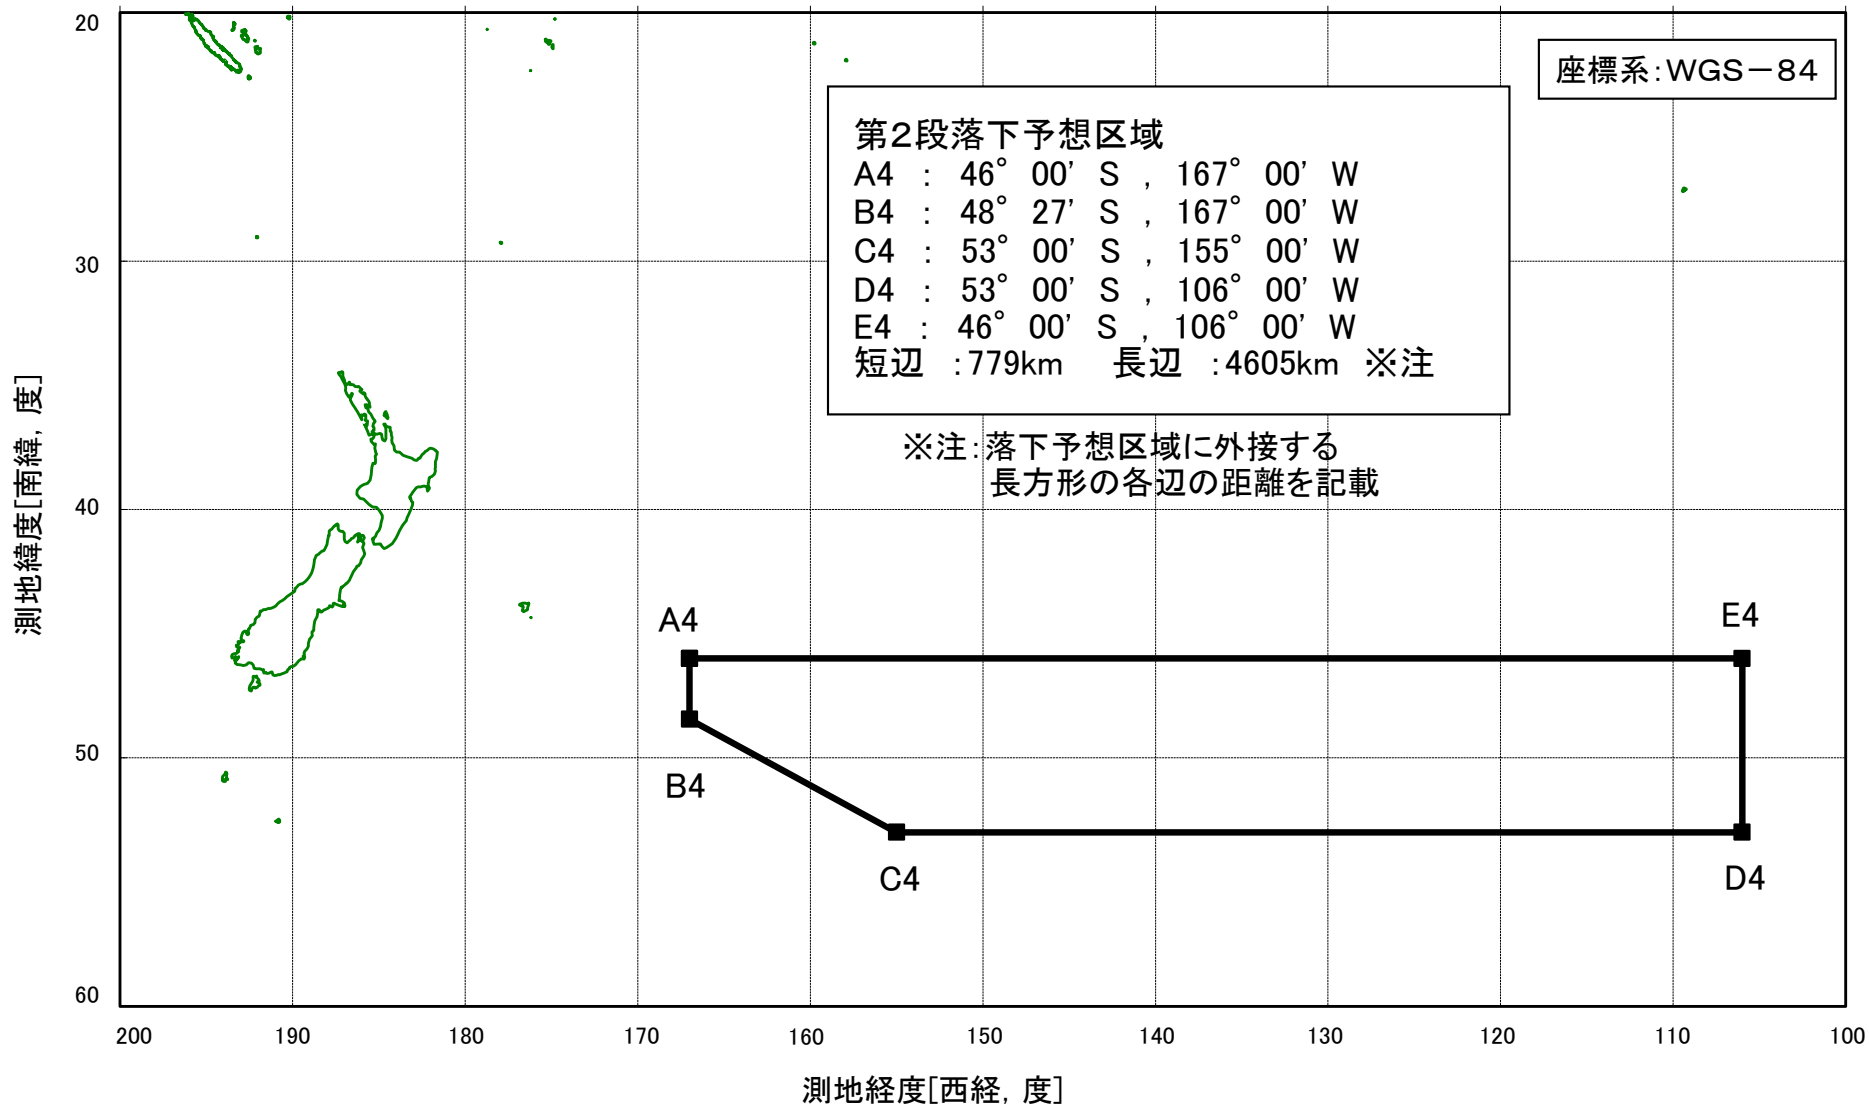 座標系:WGS-84
第2段落下予想区域
A4 : 46° 00' S , 167° 00' W
B4 : 48° 27' S , 167° 00' W
C4 : 53° 00' S , 155° 00' W
D4 : 53° 00' S , 106° 00' W
E4 : 46° 00' S , 106° 00' W
短辺 :779km 長辺 :4605km ※注
※注:落下予想区域に外接する
長方形の各辺の距離を記載
測地緯度[南緯, 度]
20
30
40
50
60
A4
E4
B4
C4
D4
200 190 180 170 160 150 140 130 120 110 100
測地経度[西経, 度]